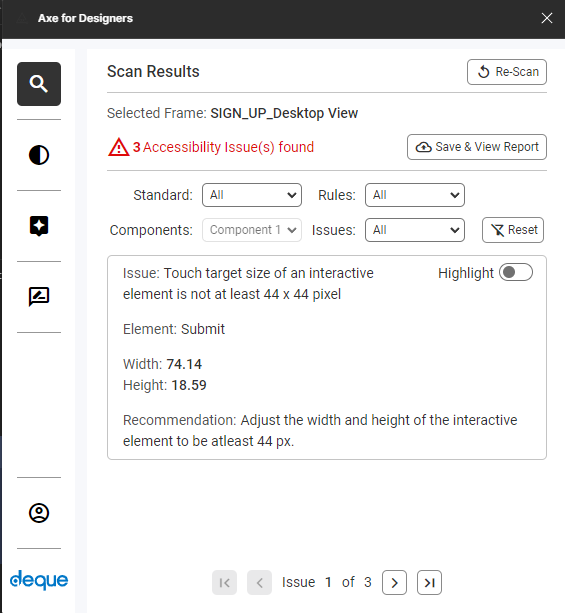 Axe for Designers
Scan Results
Re-Scan
Selected Frame: SIGN_UP_Desktop View
3 Accessibility Issue(s) found
Save & View Report
Standard: All Rules: All
Components: Component 1 Issues: All Reset
Issue: Touch target size of an interactive
element is not at least 44 x 44 pixel
Highlight
Element: Submit
Width: 74.14
Height: 18.59
Recommendation: Adjust the width and height of the interactive
element to be atleast 44 px.
deque
Issue 1 of 3